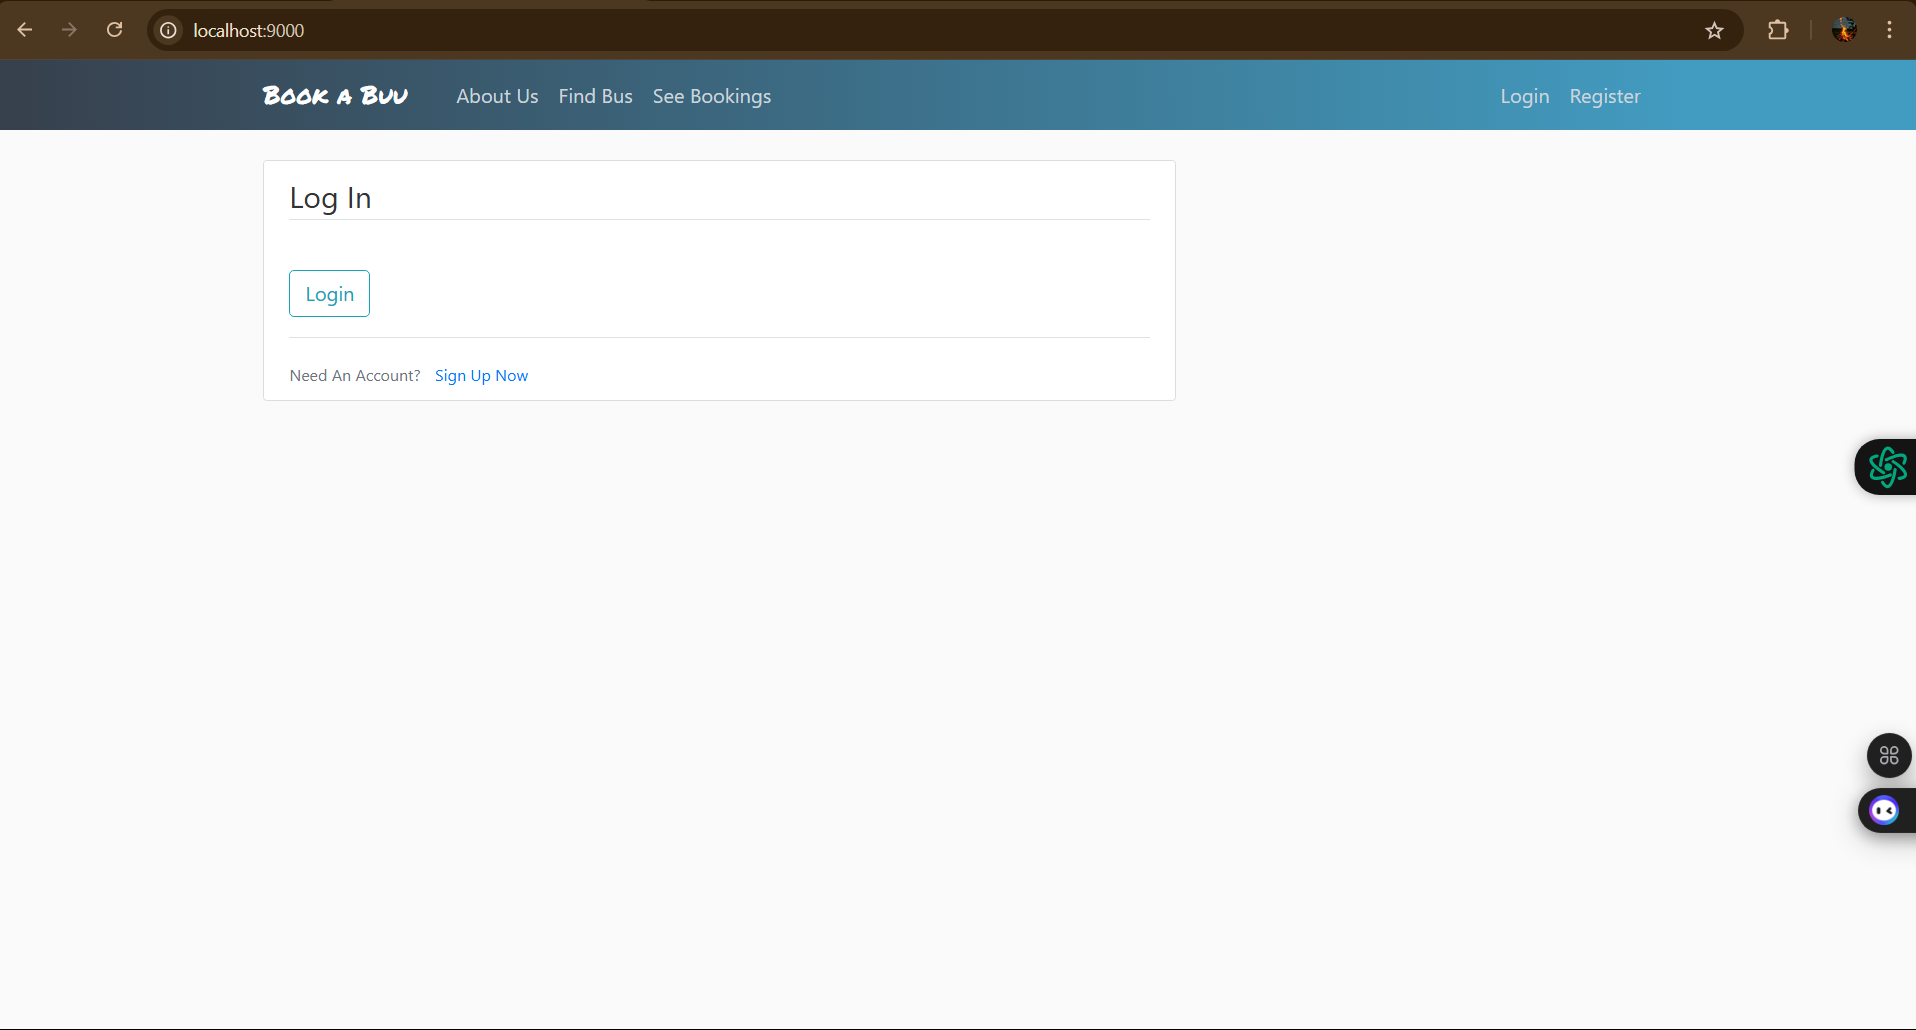 localhost:9000
Book a Buu About Us Find Bus See Bookings Login Register
Log In
Login
Need An Account? Sign Up Now